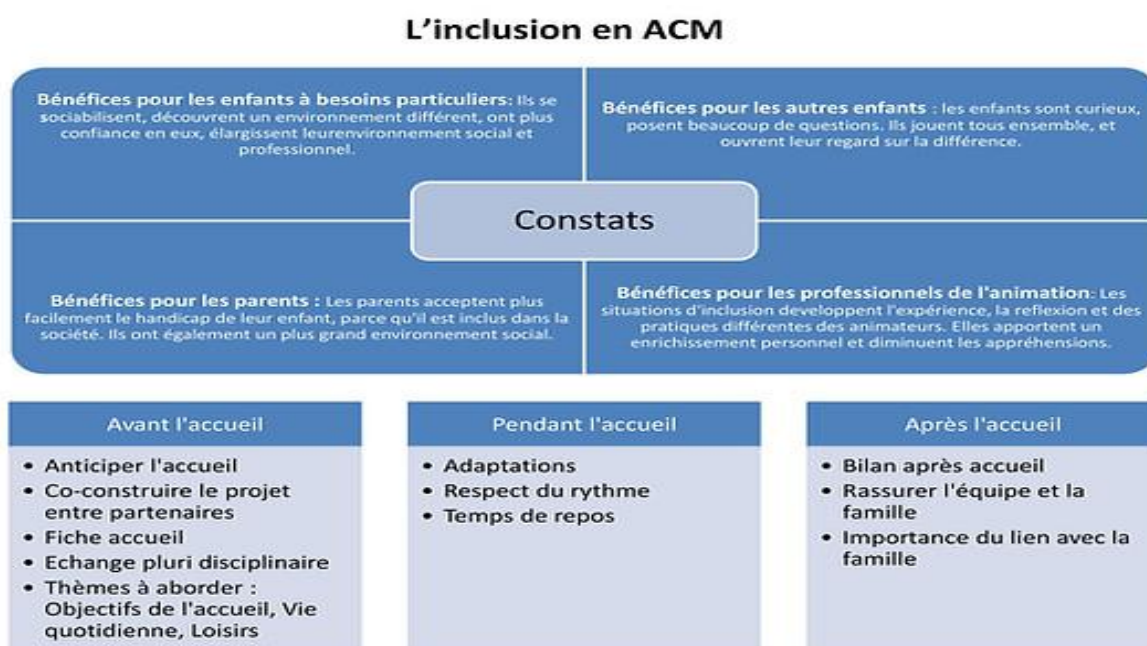 L'inclusion en ACM
Bénéfices pour les enfants à besoins particuliers: Ils se
sociabilisent, découvrent un environnement différent, ont plus
confiance en eux, élargissent leurenvironnement social et
professionnel.
Bénéfices pour les autres enfants : les enfants sont curieux,
posent beaucoup de questions. Ils jouent tous ensemble, et
ouvrent leur regard sur la différence.
Constats
Bénéfices pour les parents : Les parents acceptent plus
facilement le handicap de leur enfant, parce qu'il est inclus dans la
société. Ils ont également un plus grand environnement social.
Bénéfices pour les professionnels de l'animation: Les
situations d'inclusion developpent l'expérience, la reflexion et des
pratiques différentes des animateurs. Elles apportent un
enrichissement personnel et diminuent les appréhensions.
Avant l'accueil
• Anticiper l'accueil
• Co-construire le projet
entre partenaires
• Fiche accueil
• Echange pluri disciplinaire
• Thèmes à aborder :
Objectifs de l'accueil, Vie
quotidienne, Loisirs
Pendant l'accueil
• Adaptations
• Respect du rythme
• Temps de repos
Après l'accueil
• Bilan après accueil
• Rassurer l'équipe et la
famille
• Importance du lien avec la
famille